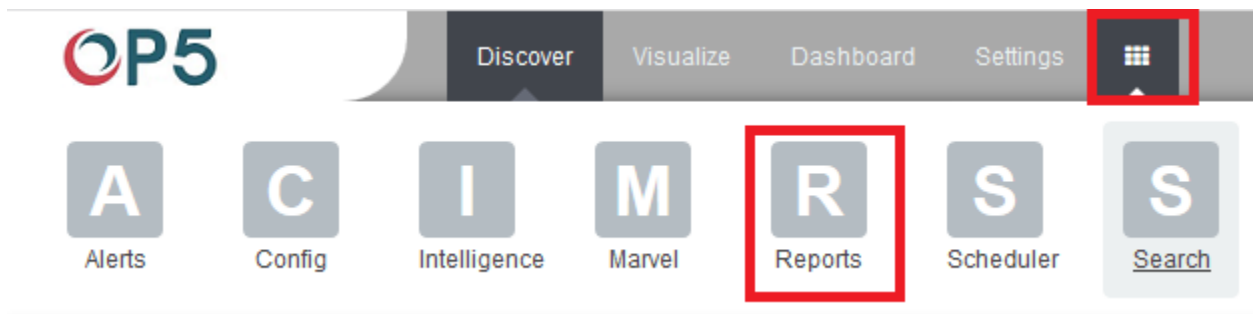 OP5 Discover Visualize Dashboard Settings
A C I M R S S
Alerts Config Intelligence Marvel Reports Scheduler Search